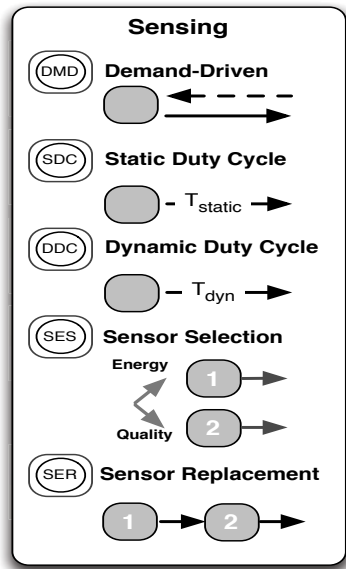 Sensing
DMD Demand-Driven
SDC Static Duty Cycle
Tstatic
DDC Dynamic Duty Cycle
Tdyn
SES Sensor Selection
Energy
1
Quality
2
SER Sensor Replacement
1 2